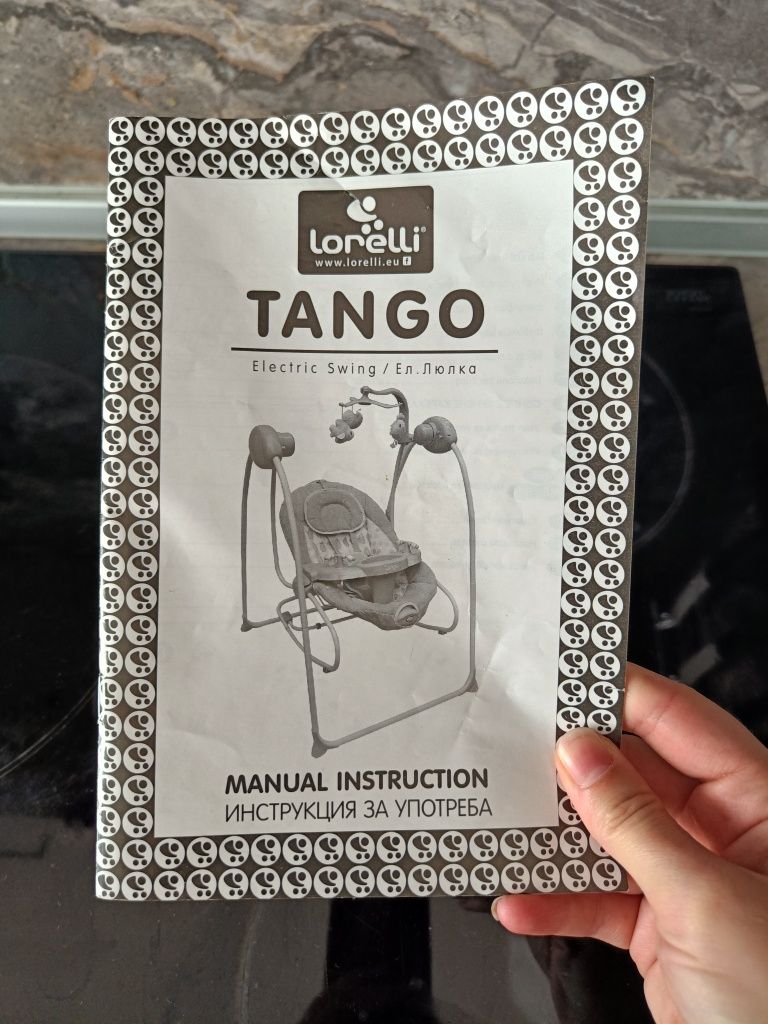 lorelli®
www.lorelli.eu f
TANGO
Electric Swing / Ел.Люлка
MANUAL INSTRUCTION
ИНСТРУКЦИЯ ЗА УПОТРЕБА